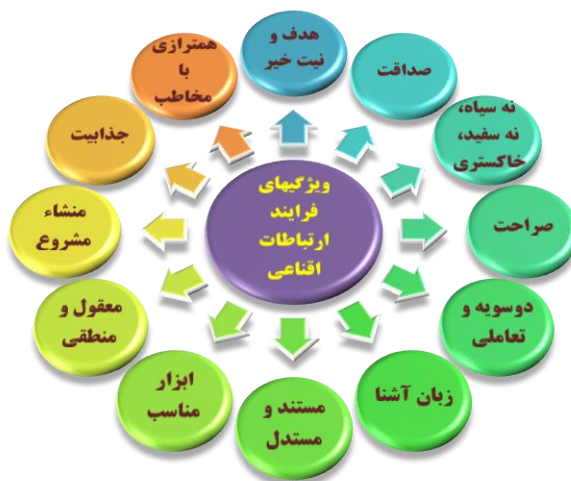 ویژگیهای
فرایند
ارتباطات
اقناعی
هدف و
نیت خیر
صداقت
نه سیاه،
نه سفید،
خاکستری
صراحت
دوسویه و
تعاملی
زبان آشنا
مستند و
مستدل
ابزار
مناسب
معقول و
منطقی
منشاء
مشروع
جذابیت
همترازی
با
مخاطب